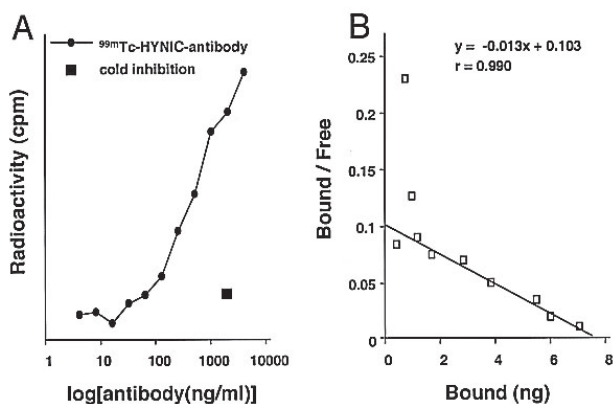 A
99mTc-HYNIC-antibody
cold inhibition
Radioactivity (cpm)
1 10 100 1000 10000
log[antibody(ng/ml)]
B
y = -0.013x + 0.103
r = 0.990
Bound / Free
0.25
0.2
0.15
0.1
0.05
0
0 2 4 6 8
Bound (ng)